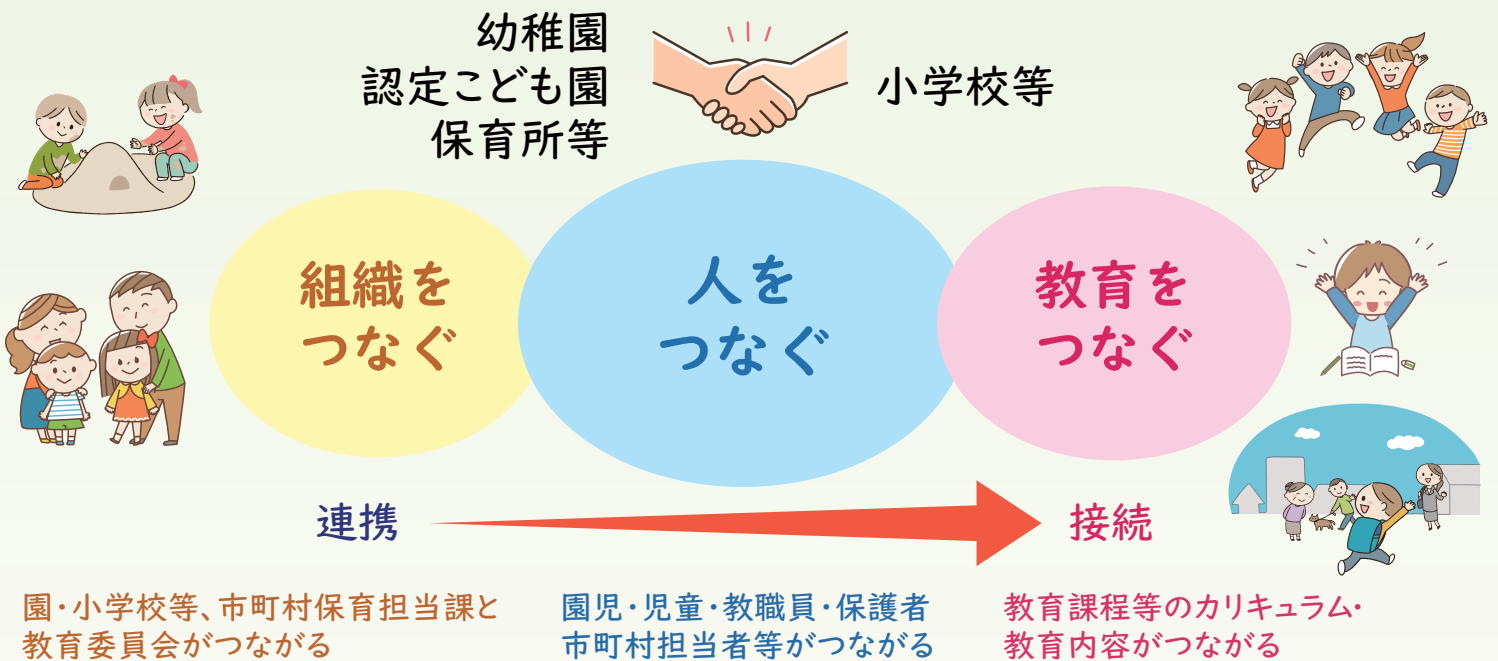 幼稚園
認定こども園
保育所等
小学校等
組織を
つなぐ
人を
つなぐ
教育を
つなぐ
連携
接続
園・小学校等、市町村保育担当課と
教育委員会がつながる
園児・児童・教職員・保護者
市町村担当者等がつながる
教育課程等のカリキュラム・
教育内容がつながる